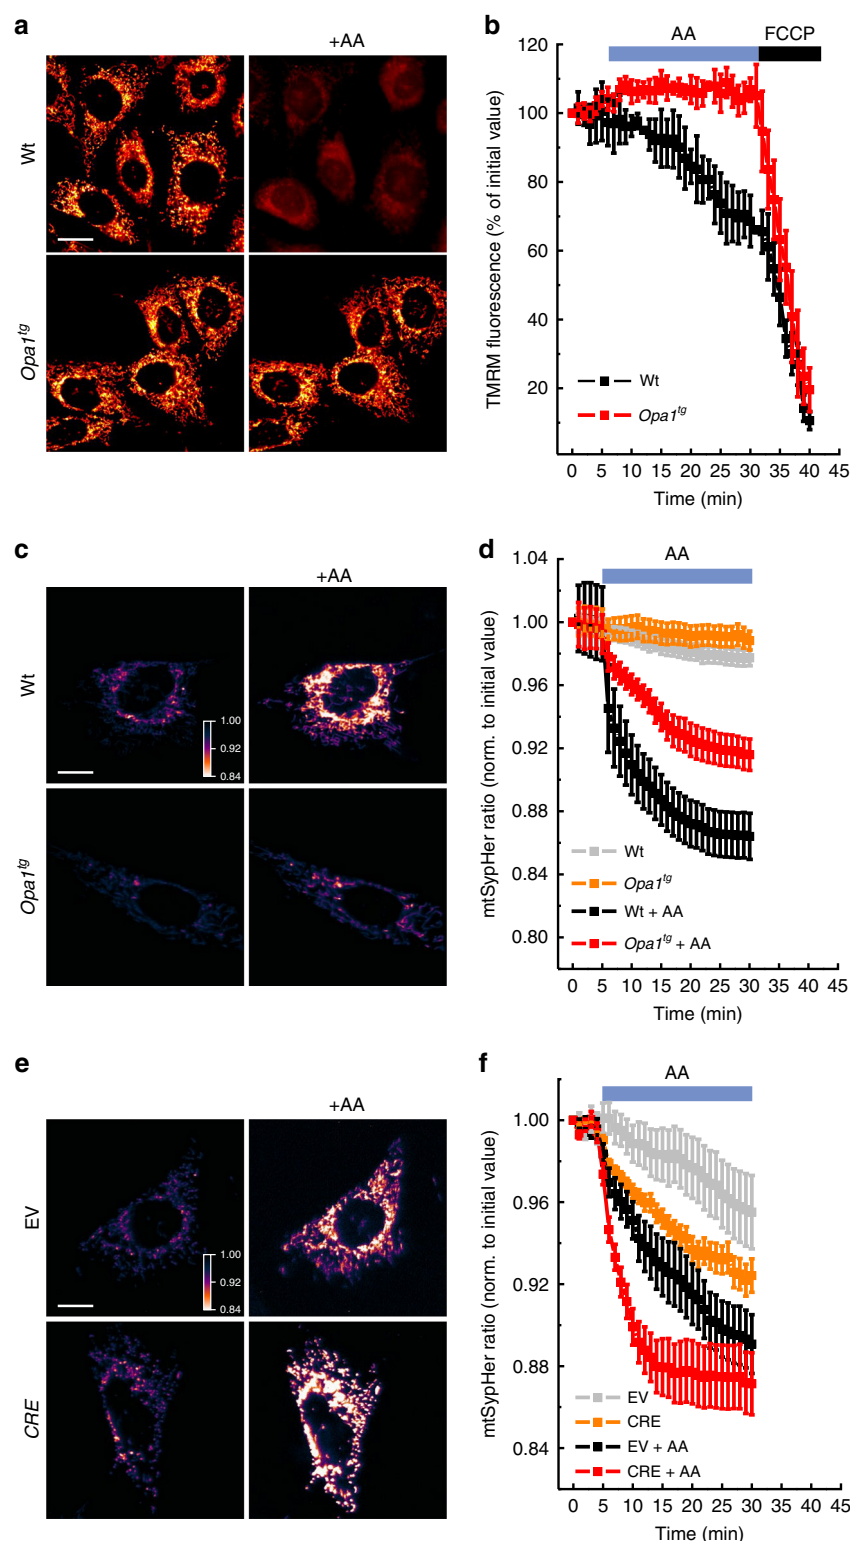 a
+AA
Wt
Opa1tg
b
AA
FCCP
120
100
80
60
40
20
TMRM fluorescence (% of initial value)
Wt
Opa1tg
0 5 10 15 20 25 30 35 40 45
Time (min)
c
+AA
Wt
1.00
0.92
0.84
Opa1tg
d
AA
1.04
1.00
0.96
0.92
0.88
0.84
0.80
mtSypHer ratio (norm. to initial value)
Wt
Opa1tg
Wt + AA
Opa1tg + AA
0 5 10 15 20 25 30 35 40 45
Time (min)
e
+AA
EV
1.00
0.92
0.84
CRE
f
AA
1.00
0.96
0.92
0.88
0.84
mtSypHer ratio (norm. to initial value)
EV
CRE
EV + AA
CRE + AA
0 5 10 15 20 25 30 35 40 45
Time (min)